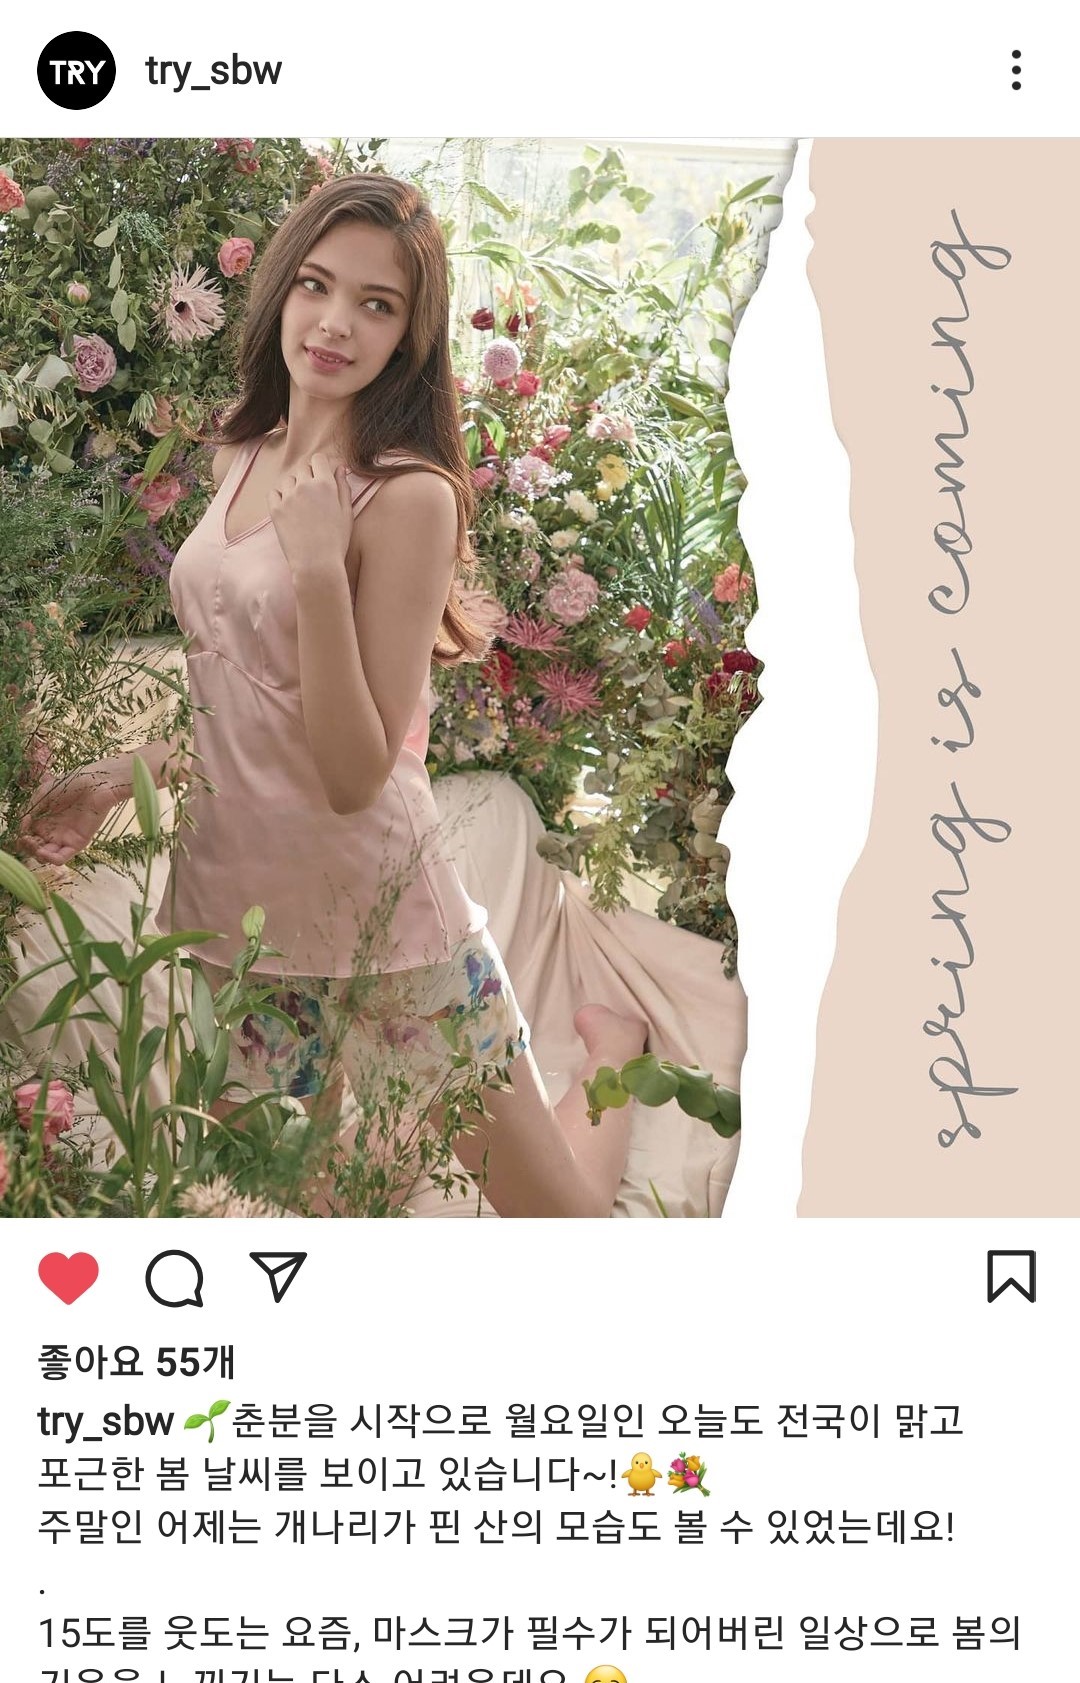 TRY
try_sbw
spring is coming
좋아요 55개
try_sbw 🌱춘분을 시작으로 월요일인 오늘도 전국이 맑고
포근한 봄 날씨를 보이고 있습니다~!🐥💐
주말인 어제는 개나리가 핀 산의 모습도 볼 수 있었는데요!
.
15도를 웃도는 요즘, 마스크가 필수가 되어버린 일상으로 봄의